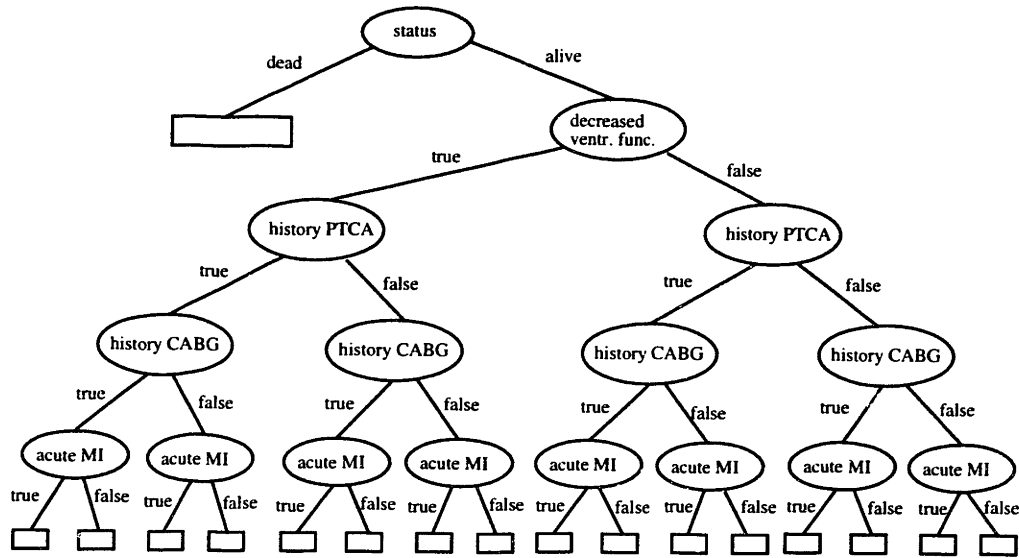 status
dead
alive
decreased
ventr. func.
true
false
history PTCA
history PTCA
true
false
true
false
history CABG
history CABG
history CABG
history CABG
true
false
true
false
true
false
true
false
acute MI
acute MI
acute MI
acute MI
acute MI
acute MI
acute MI
acute MI
true
false
true
false
true
false
true
false
true
false
true
false
true
false
true
false